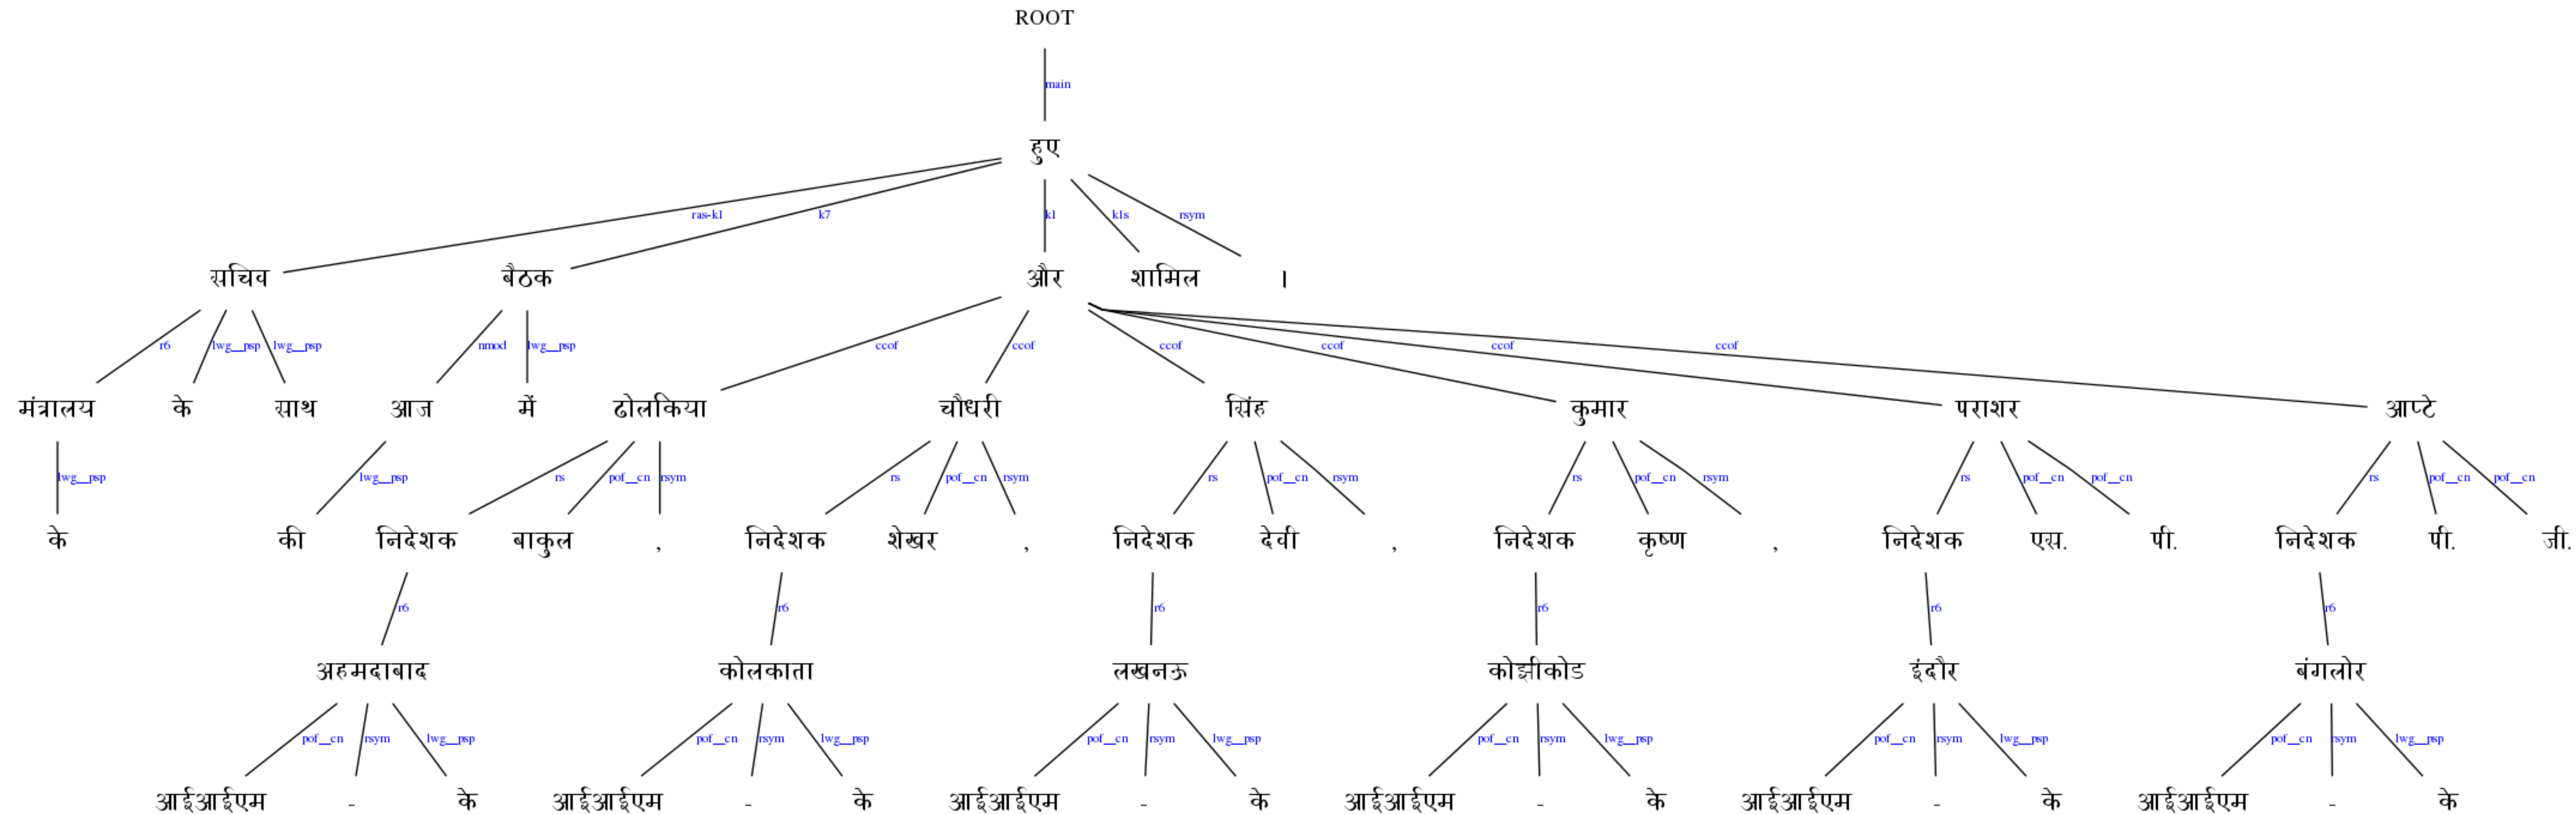 ROOT
main
हुए
ras-k1 k7 k1 k1s rsym
सचिव बैठक और शामिल ।
r6 lwg__psp lwg__psp nmod lwg__psp ccof ccof ccof ccof ccof ccof
मंत्रालय के साथ आज में ढोलकिया चौधरी सिंह कुमार पराशर आप्टे
lwg__psp lwg__psp rs pof__cn rsym rs pof__cn rsym rs pof__cn rsym rs pof__cn rsym rs pof__cn pof__cn rs pof__cn pof__cn
के की निदेशक बाकुल , निदेशक शेखर , निदेशक देवी , निदेशक कृष्ण , निदेशक एस. पी. निदेशक पी. जी.
r6 r6 r6 r6 r6 r6
अहमदाबाद कोलकाता लखनऊ कोझीकोड इंदौर बंगलोर
pof__cn rsym lwg__psp pof__cn rsym lwg__psp pof__cn rsym lwg__psp pof__cn rsym lwg__psp pof__cn rsym lwg__psp pof__cn rsym lwg__psp
आईआईएम - के आईआईएम - के आईआईएम - के आईआईएम - के आईआईएम - के आईआईएम - के